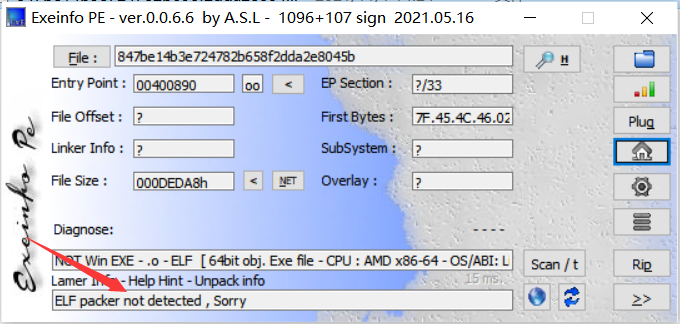 Exeinfo PE - ver.0.0.6.6 by A.S.L - 1096+107 sign 2021.05.16
File : 847be14b3e724782b658f2dda2e8045b H
Entry Point : 00400890 oo < EP Section : ?/33
File Offset : ? First Bytes : 7F.45.4C.46.02 Plug
Linker Info : ? SubSystem : ?
File Size : 000DEDA8h < NET Overlay : ?
Diagnose: ----
NOT Win EXE - .o - ELF [ 64bit obj. Exe file - CPU : AMD x86-64 - OS/ABI: Scan / t Rip
Lamer Info - Help Hint - Unpack info 15 ms.
ELF packer not detected , Sorry >>
Exeinfo Pe